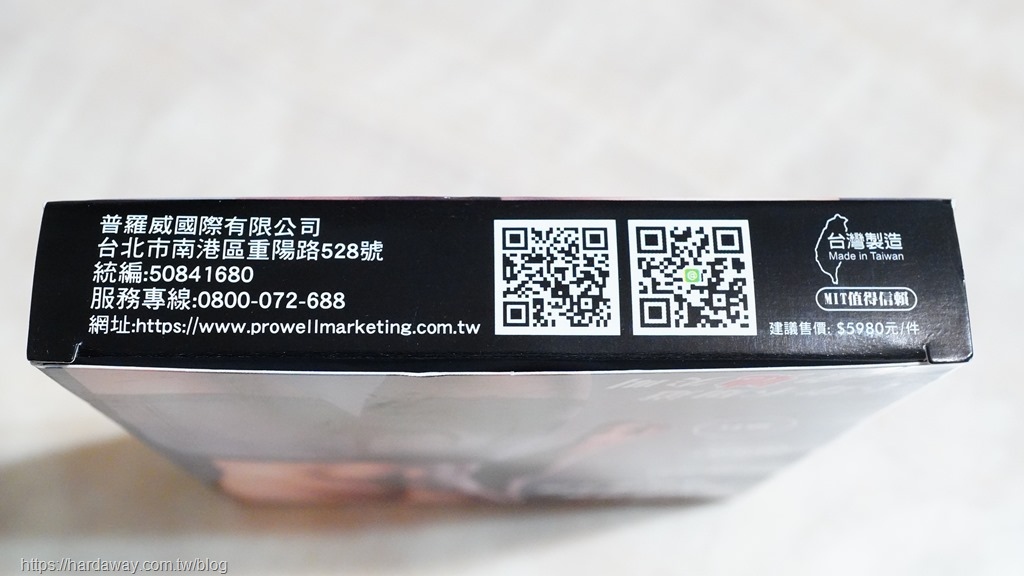 普羅威國際有限公司
台北市南港區重陽路528號
統編:50841680
服務專線:0800-072-688
網址:https://www.prowellmarketing.com.tw
台灣製造
Made in Taiwan
MIT值得信賴
建議售價: $5980元/件
https://hardaway.com.tw/blog